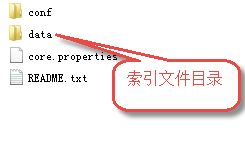 conf
data
core.properties
README.txt
索引文件目录